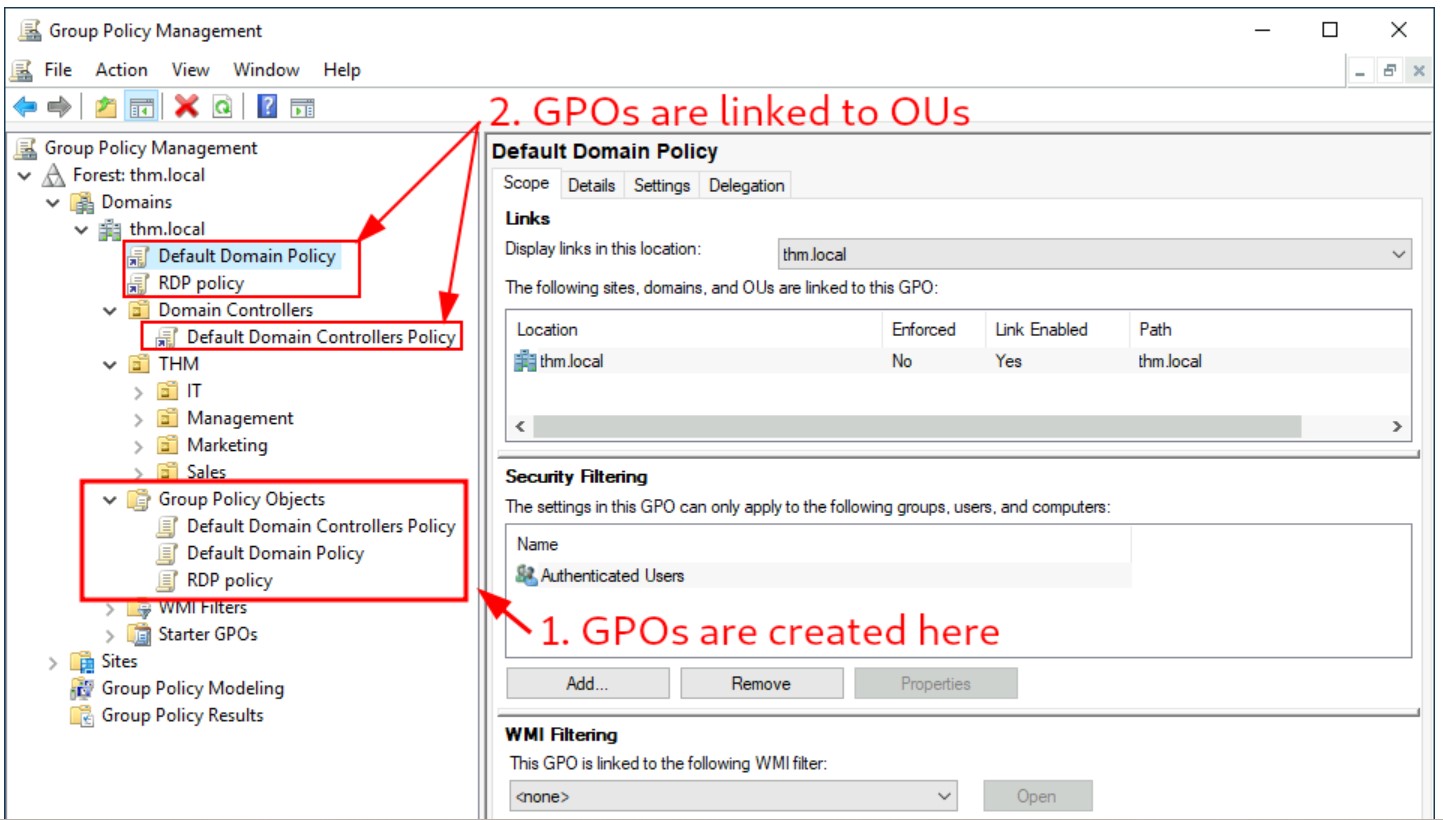 Group Policy Management
File Action View Window Help
2. GPOs are linked to OUs
Group Policy Management
Forest: thm.local
Domains
thm.local
Default Domain Policy
RDP policy
Domain Controllers
Default Domain Controllers Policy
THM
IT
Management
Marketing
Sales
Group Policy Objects
Default Domain Controllers Policy
Default Domain Policy
RDP policy
WMI Filters
Starter GPOs
Sites
Group Policy Modeling
Group Policy Results
Default Domain Policy
Scope Details Settings Delegation
Links
Display links in this location: thm.local
The following sites, domains, and OUs are linked to this GPO:
Location Enforced Link Enabled Path
thm.local No Yes thm.local
Security Filtering
The settings in this GPO can only apply to the following groups, users, and computers:
Name
Authenticated Users
1. GPOs are created here
Add... Remove Properties
WMI Filtering
This GPO is linked to the following WMI filter:
<none> Open